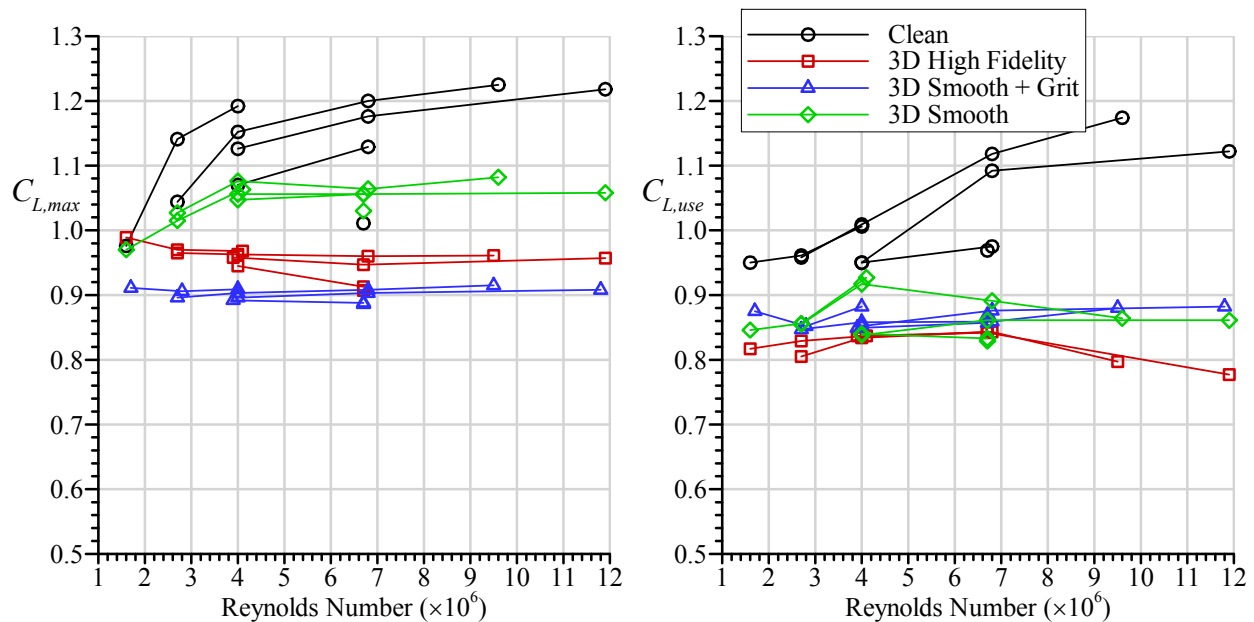 1.3
1.2
1.1
C_{L,max}
1.0
0.9
0.8
0.7
0.6
0.5
1 2 3 4 5 6 7 8 9 10 11 12
Reynolds Number (×10⁶)
Clean
3D High Fidelity
3D Smooth + Grit
3D Smooth
1.3
1.2
1.1
C_{L,use}
1.0
0.9
0.8
0.7
0.6
0.5
1 2 3 4 5 6 7 8 9 10 11 12
Reynolds Number (×10⁶)